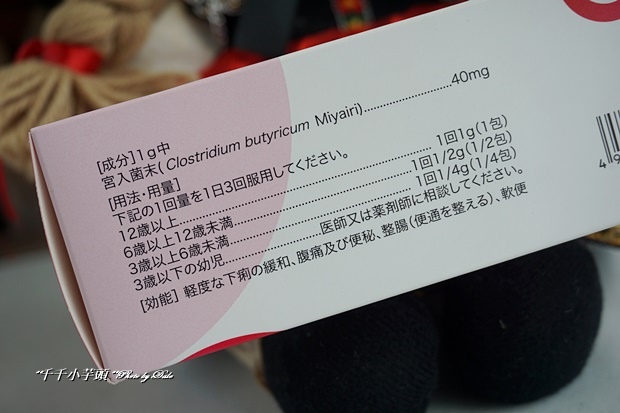 [成分]1g中
宮入菌末(Clostridium butyricum Miyairi)........................40mg
[用法・用量]
下記の1回量を1日3回服用してください。
12歳以上........................1回1g(1包)
6歳以上12歳未満........................1回1/2g(1/2包)
3歳以上6歳未満........................1回1/4g(1/4包)
3歳以下の幼児........................医師又は薬剤師に相談してください。
[効能] 軽度な下痢の緩和、腹痛及び便秘、整腸(便通を整える)、軟便
4 9
"千千小芋頭"Photo by Saku